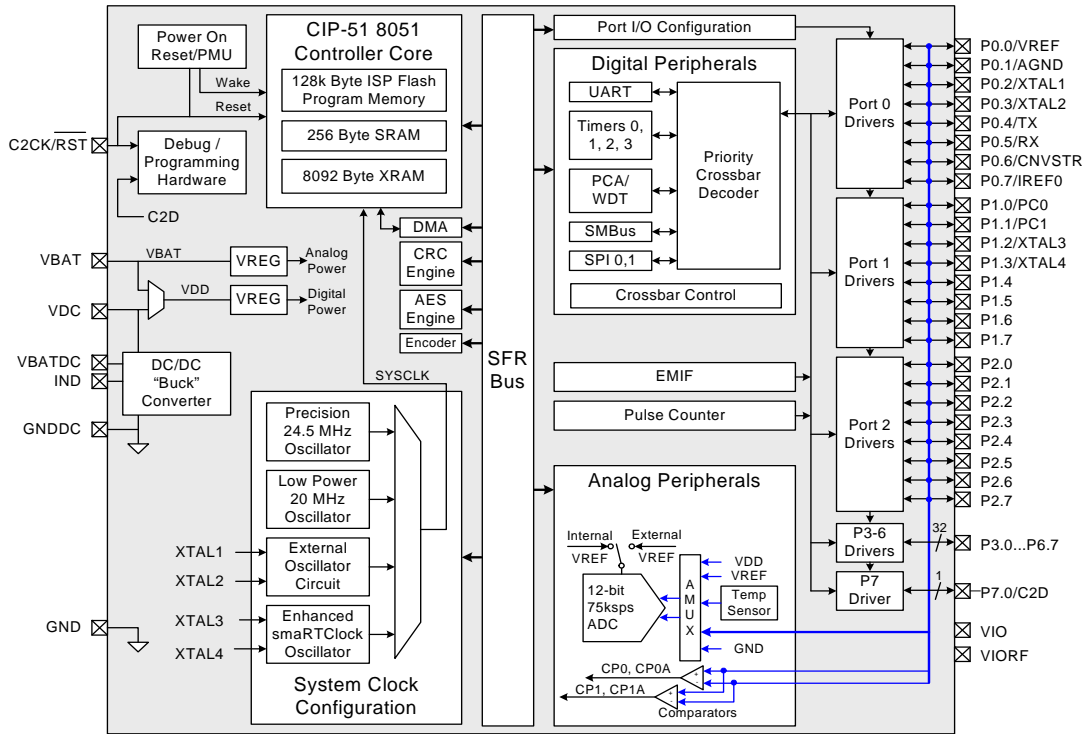 Power On
Reset/PMU
Wake
Reset
C2CK/RST
Debug /
Programming
Hardware
C2D
CIP-51 8051
Controller Core
128k Byte ISP Flash
Program Memory
256 Byte SRAM
8092 Byte XRAM
DMA
CRC
Engine
AES
Engine
Encoder
VBAT
VBAT
VREG
Analog
Power
VDC
VDD
VREG
Digital
Power
VBATDC
IND
DC/DC
“Buck”
Converter
GNDDC
GND
SYSCLK
Precision
24.5 MHz
Oscillator
Low Power
20 MHz
Oscillator
XTAL1
XTAL2
External
Oscillator
Circuit
XTAL3
XTAL4
Enhanced
smaRTClock
Oscillator
System Clock
Configuration
SFR
Bus
Port I/O Configuration
Digital Peripherals
UART
Timers 0,
1, 2, 3
PCA/
WDT
SMBus
SPI 0,1
Priority
Crossbar
Decoder
Crossbar Control
EMIF
Pulse Counter
Analog Peripherals
Internal
VREF
External
VREF
12-bit
75ksps
ADC
A
M
U
X
VDD
VREF
Temp
Sensor
GND
CP0, CP0A
CP1, CP1A
+
-
+
-
Comparators
Port 0
Drivers
Port 1
Drivers
Port 2
Drivers
P3-6
Drivers
P7
Driver
32
1
P0.0/VREF
P0.1/AGND
P0.2/XTAL1
P0.3/XTAL2
P0.4/TX
P0.5/RX
P0.6/CNVSTR
P0.7/IREF0
P1.0/PC0
P1.1/PC1
P1.2/XTAL3
P1.3/XTAL4
P1.4
P1.5
P1.6
P1.7
P2.0
P2.1
P2.2
P2.3
P2.4
P2.5
P2.6
P2.7
P3.0...P6.7
P7.0/C2D
VIO
VIORF